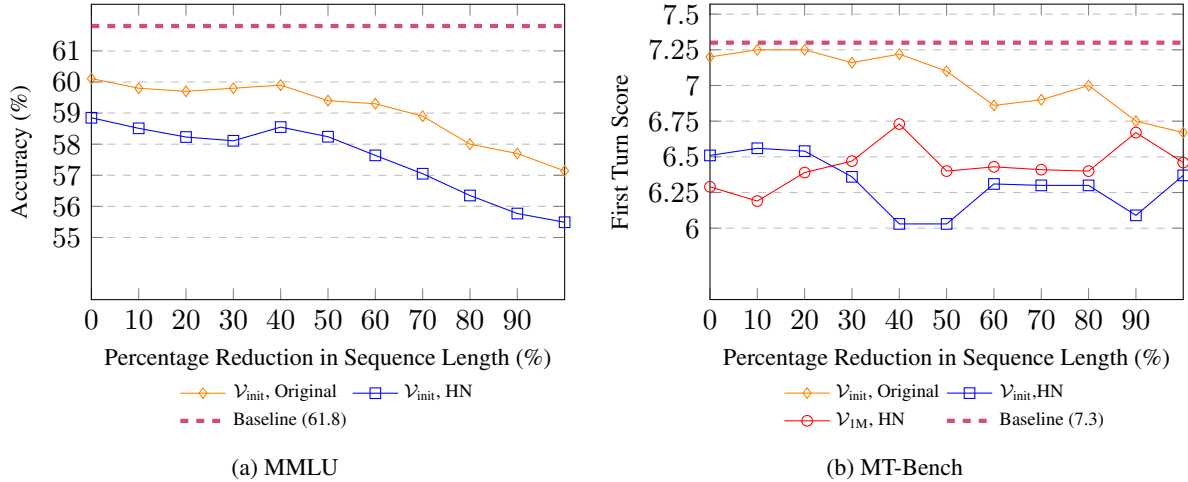 61
60
59
58
57
56
55
Accuracy (%)
0 10 20 30 40 50 60 70 80 90
Percentage Reduction in Sequence Length (%)
𝒱init, Original
𝒱init, HN
Baseline (61.8)
(a) MMLU
7.5
7.25
7
6.75
6.5
6.25
6
First Turn Score
0 10 20 30 40 50 60 70 80 90
Percentage Reduction in Sequence Length (%)
𝒱init, Original
𝒱init,HN
𝒱1M, HN
Baseline (7.3)
(b) MT-Bench